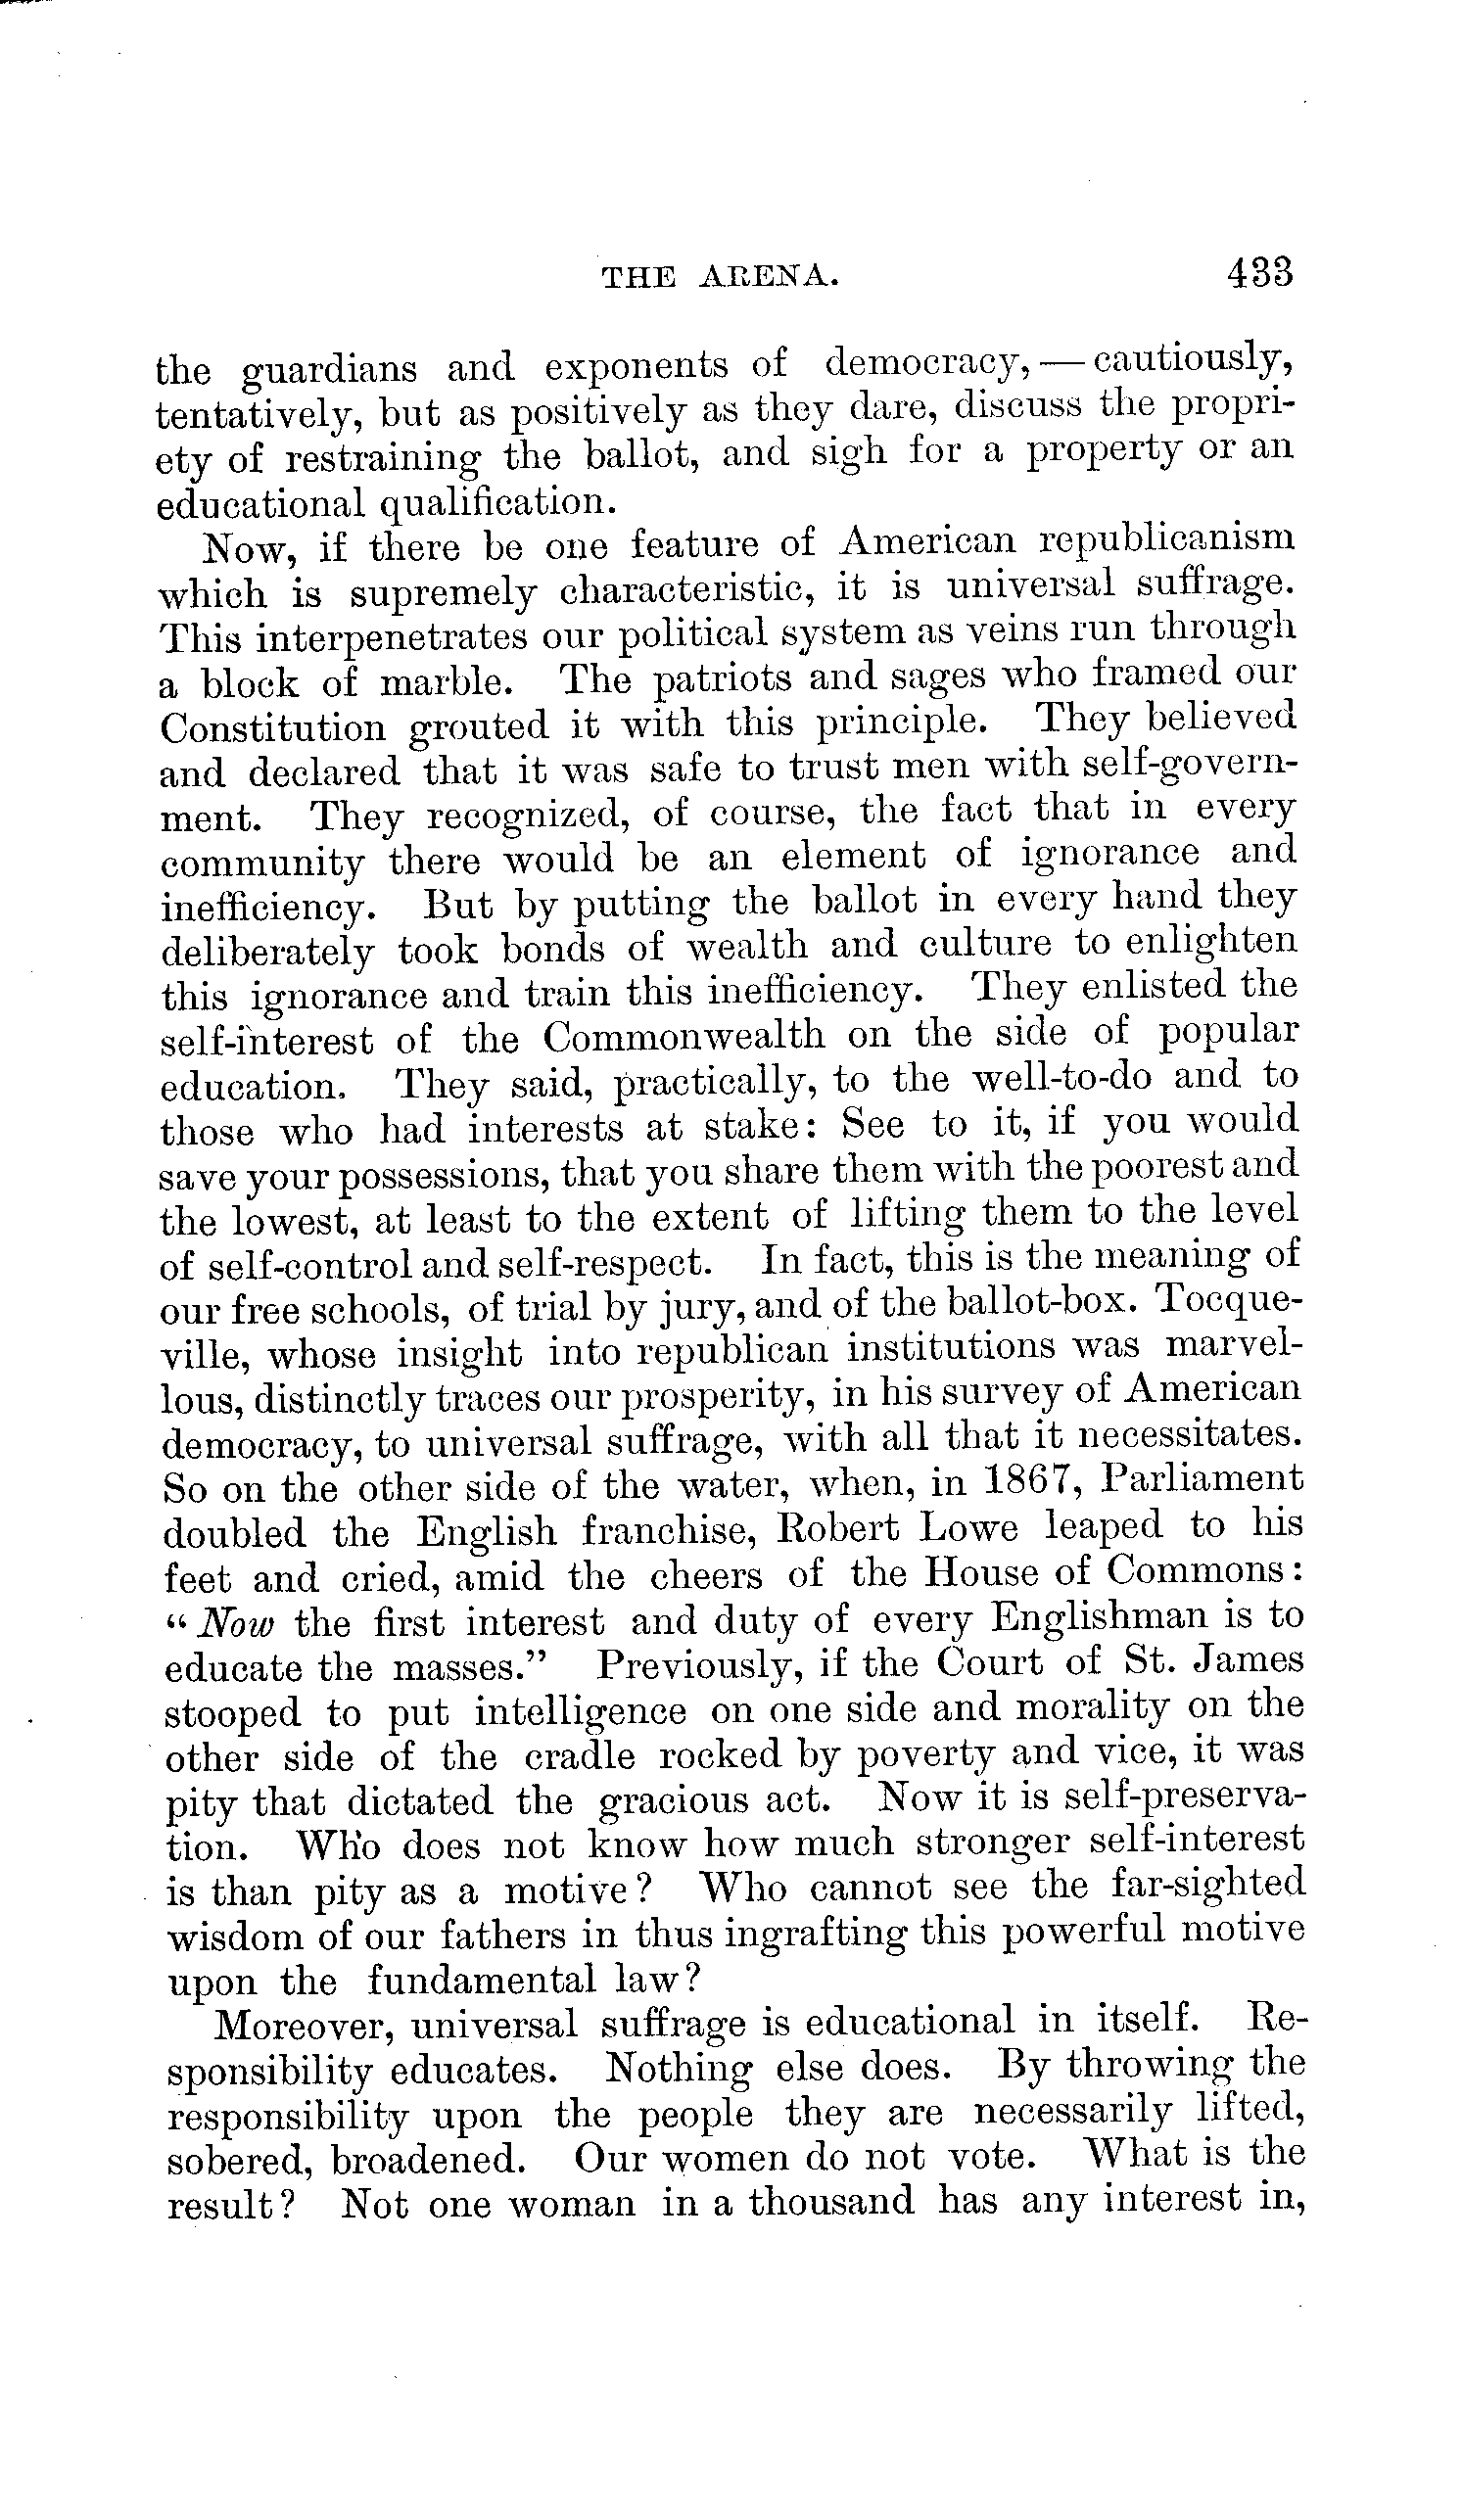 THE ARENA. 433
the guardians and exponents of democracy, — cautiously,
tentatively, but as positively as they dare, discuss the propri-
ety of restraining the ballot, and sigh for a property or an
educational qualification.
Now, if there be one feature of American republicanism
which is supremely characteristic, it is universal suffrage.
This interpenetrates our political system as veins run through
a block of marble. The patriots and sages who framed our
Constitution grouted it with this principle. They believed
and declared that it was safe to trust men with self-govern-
ment. They recognized, of course, the fact that in every
community there would be an element of ignorance and
inefficiency. But by putting the ballot in every hand they
deliberately took bonds of wealth and culture to enlighten
this ignorance and train this inefficiency. They enlisted the
self-interest of the Commonwealth on the side of popular
education. They said, practically, to the well-to-do and to
those who had interests at stake: See to it, if you would
save your possessions, that you share them with the poorest and
the lowest, at least to the extent of lifting them to the level
of self-control and self-respect. In fact, this is the meaning of
our free schools, of trial by jury, and of the ballot-box. Tocque-
ville, whose insight into republican institutions was marvel-
lous, distinctly traces our prosperity, in his survey of American
democracy, to universal suffrage, with all that it necessitates.
So on the other side of the water, when, in 1867, Parliament
doubled the English franchise, Robert Lowe leaped to his
feet and cried, amid the cheers of the House of Commons:
“Now the first interest and duty of every Englishman is to
educate the masses.” Previously, if the Court of St. James
stooped to put intelligence on one side and morality on the
other side of the cradle rocked by poverty and vice, it was
pity that dictated the gracious act. Now it is self-preserva-
tion. Who does not know how much stronger self-interest
is than pity as a motive? Who cannot see the far-sighted
wisdom of our fathers in thus ingrafting this powerful motive
upon the fundamental law?
Moreover, universal suffrage is educational in itself. Re-
sponsibility educates. Nothing else does. By throwing the
responsibility upon the people they are necessarily lifted,
sobered, broadened. Our women do not vote. What is the
result? Not one woman in a thousand has any interest in,